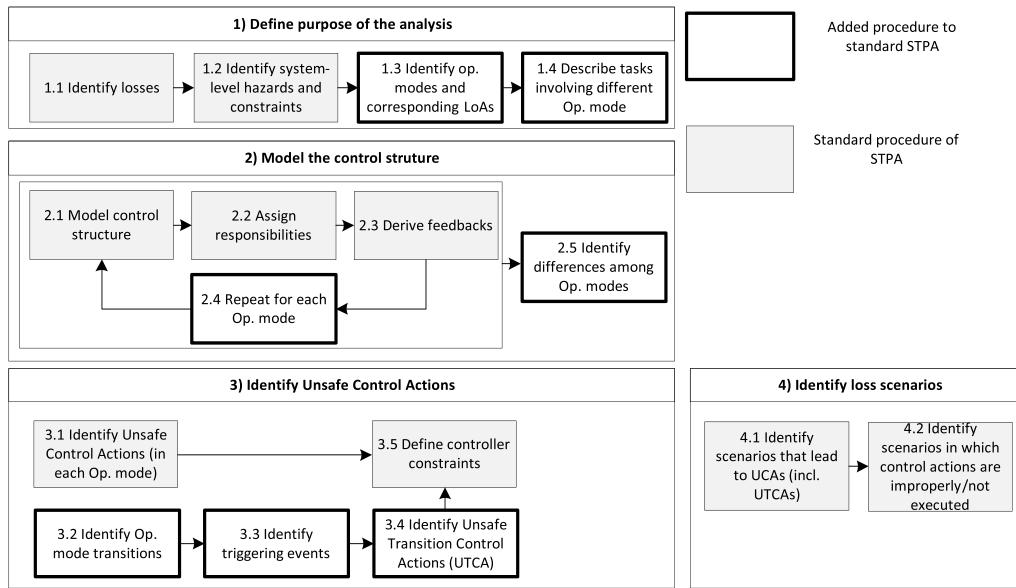 1) Define purpose of the analysis
1.1 Identify losses
1.2 Identify system-
level hazards and
constraints
1.3 Identify op.
modes and
corresponding LoAs
1.4 Describe tasks
involving different
Op. mode
Added procedure to
standard STPA
Standard procedure of
STPA
2) Model the control struture
2.1 Model control
structure
2.2 Assign
responsibilities
2.3 Derive feedbacks
2.4 Repeat for each
Op. mode
2.5 Identify
differences among
Op. modes
3) Identify Unsafe Control Actions
3.1 Identify Unsafe
Control Actions (in
each Op. mode)
3.5 Define controller
constraints
3.2 Identify Op.
mode transitions
3.3 Identify
triggering events
3.4 Identify Unsafe
Transition Control
Actions (UTCA)
4) Identify loss scenarios
4.1 Identify
scenarios that lead
to UCAs (incl.
UTCAs)
4.2 Identify
scenarios in which
control actions are
improperly/not
executed